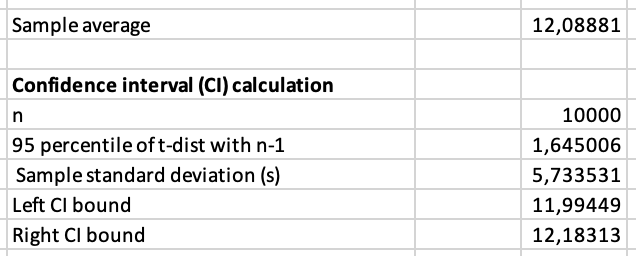 Sample average 12,08881
Confidence interval (CI) calculation
n 10000
95 percentile of t-dist with n-1 1,645006
Sample standard deviation (s) 5,733531
Left CI bound 11,99449
Right CI bound 12,18313